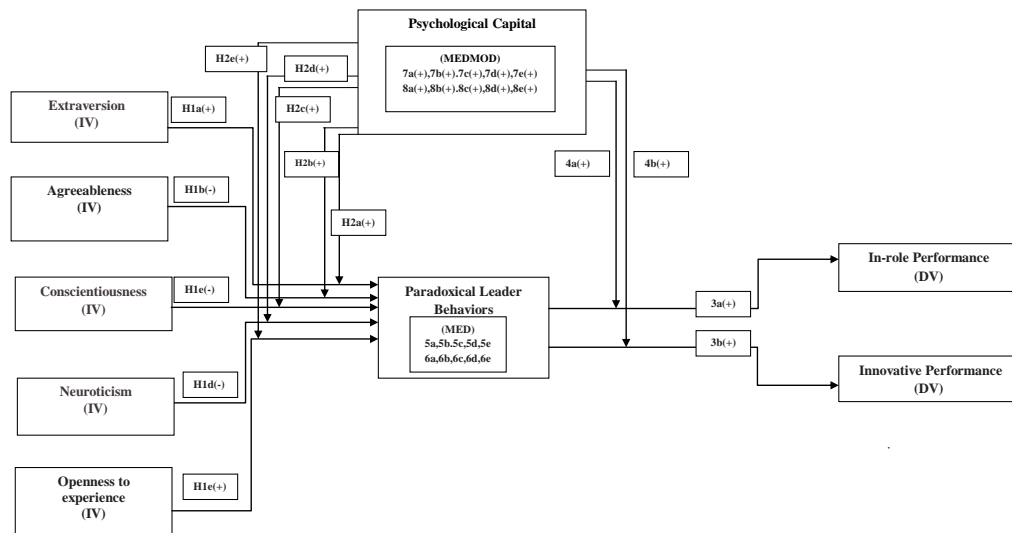 Psychological Capital
(MEDMOD)
7a(+),7b(+).7c(+),7d(+),7e(+)
8a(+),8b(+).8c(+),8d(+),8e(+)
H2e(+)
H2d(+)
H2c(+)
H2b(+)
H2a(+)
4a(+)
4b(+)
Extraversion
(IV)
H1a(+)
Agreeableness
(IV)
H1b(-)
Conscientiousness
(IV)
H1e(-)
Neuroticism
(IV)
H1d(-)
Openness to
experience
(IV)
H1e(+)
Paradoxical Leader
Behaviors
(MED)
5a,5b.5c,5d,5e
6a,6b,6c,6d,6e
3a(+)
3b(+)
In-role Performance
(DV)
Innovative Performance
(DV)